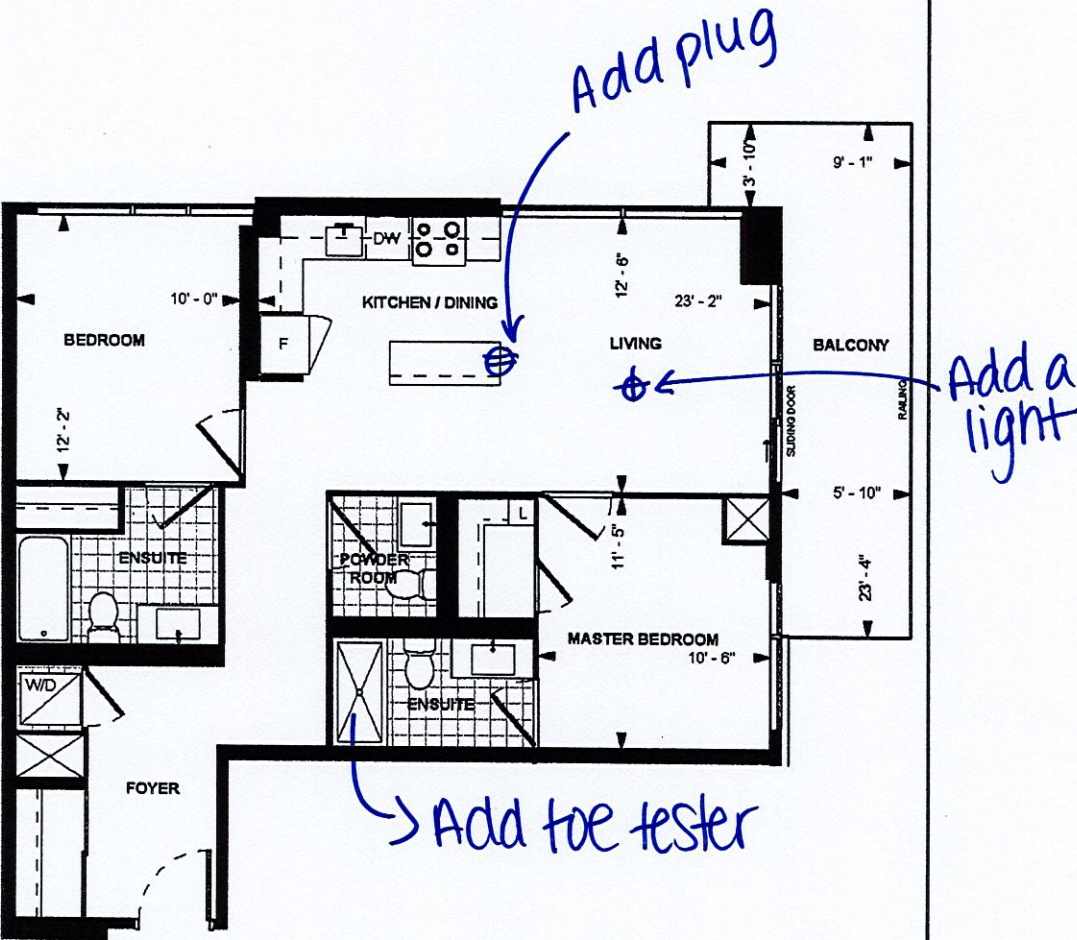 Add plug
3' - 10"
9' - 1"
DW
12' - 6"
10' - 0"
KITCHEN / DINING
23' - 2"
BEDROOM
F
LIVING
BALCONY
Add a
light
SLIDING DOOR
RAILING
12' - 2"
5' - 10"
L
11' - 5"
ENSUITE
POWDER
ROOM
23' - 4"
MASTER BEDROOM
10' - 6"
W/D
ENSUITE
FOYER
Add toe tester